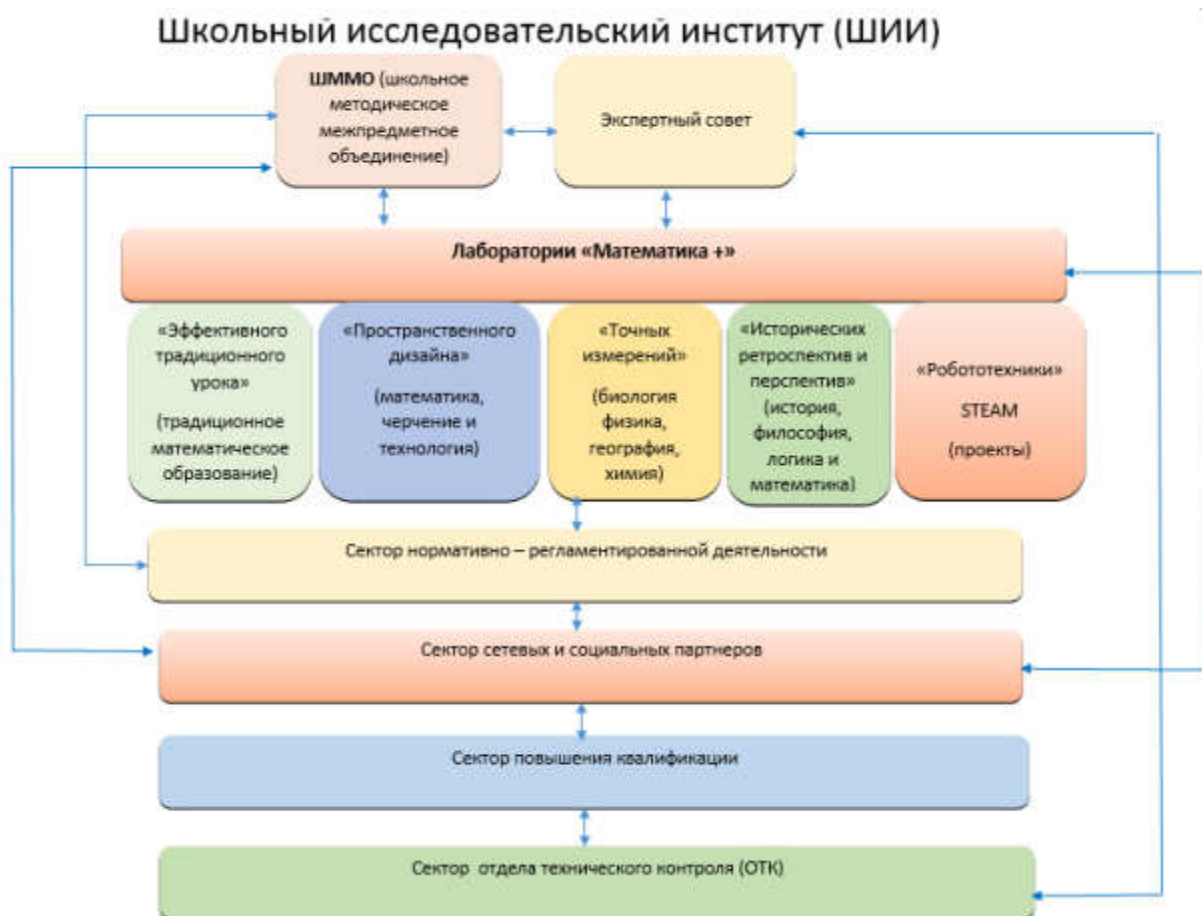 Школьный исследовательский институт (ШИИ)
ШММО (школьное
методическое
межпредметное
объединение)
Экспертный совет
Лаборатории «Математика +»
«Эффективного
традиционного
урока»
(традиционное
математическое
образование)
«Пространственного
дизайна»
(математика,
черчение и
технология)
«Точных
измерений»
(биология
физика,
география,
химия)
«Исторических
ретроспектив и
перспектив»
(история,
философия,
логика и
математика)
«Робототехники»
STEAM
(проекты)
Сектор нормативно – регламентированной деятельности
Сектор сетевых и социальных партнеров
Сектор повышения квалификации
Сектор отдела технического контроля (ОТК)